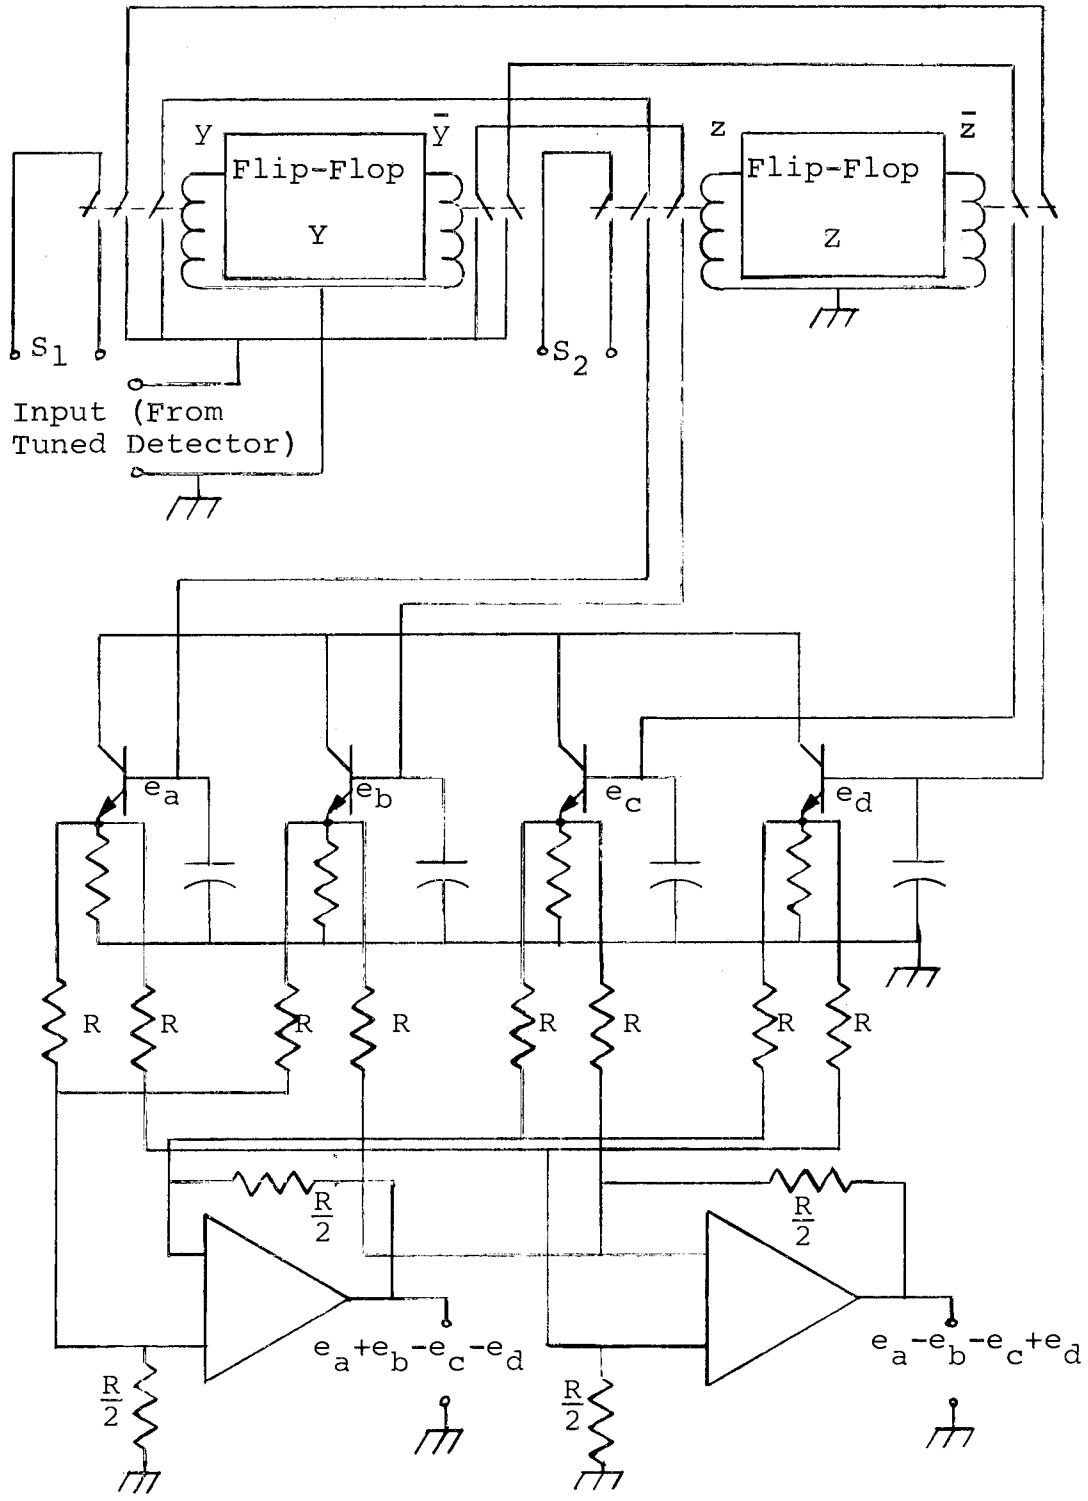 y
ȳ
z
z̄
Flip-Flop
Y
Flip-Flop
Z
S1
S2
Input (From
Tuned Detector)
ea
eb
ec
ed
R
R
R
R
R
R
R
R
R/2
R/2
ea+eb-ec-ed
ea-eb-ec+ed
R/2
R/2